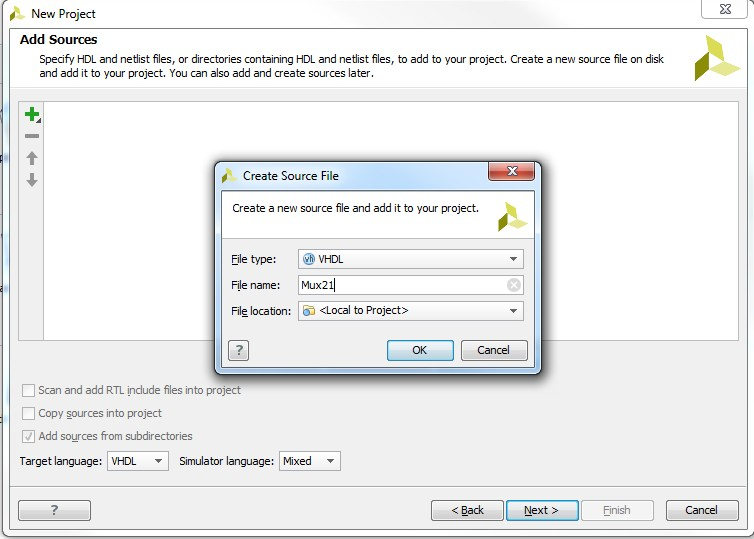 New Project
Add Sources
Specify HDL and netlist files, or directories containing HDL and netlist files, to add to your project. Create a new source file on disk
and add it to your project. You can also add and create sources later.
Create Source File
Create a new source file and add it to your project.
File type: vh VHDL
File name: Mux21
File location: <Local to Project>
? OK Cancel
Scan and add RTL include files into project
Copy sources into project
Add sources from subdirectories
Target language: VHDL Simulator language: Mixed
? < Back Next > Finish Cancel